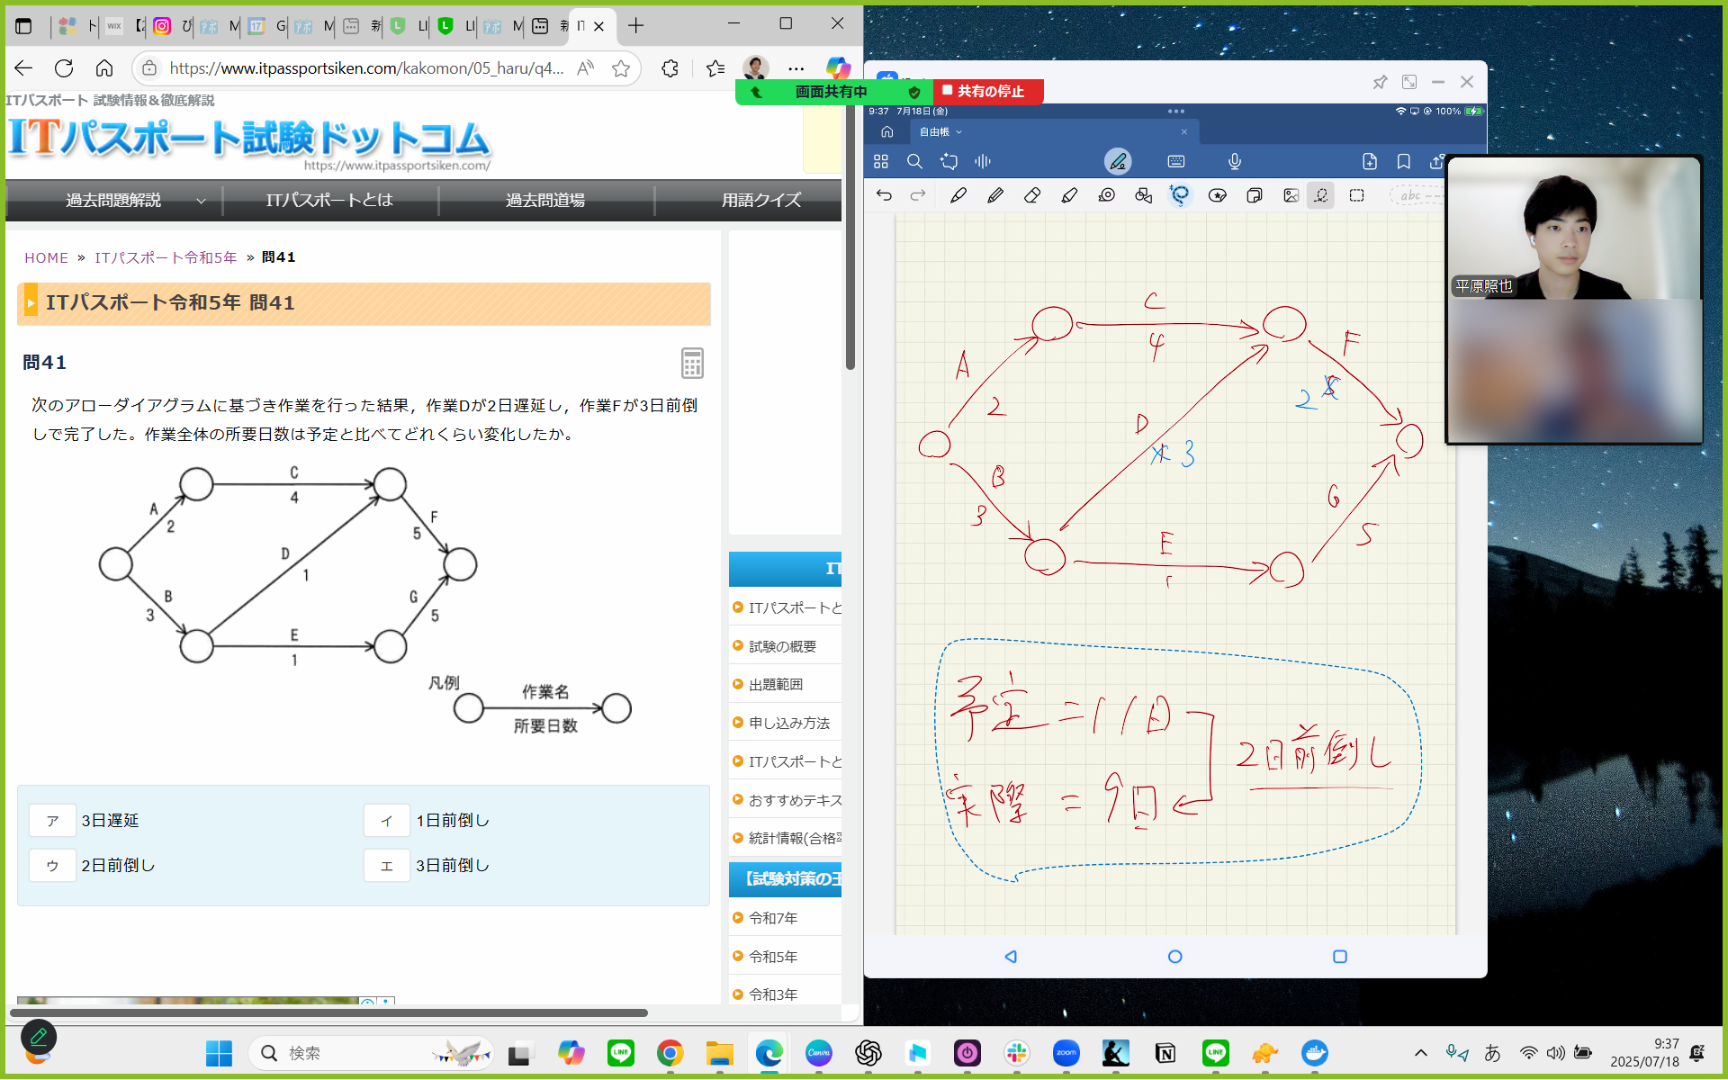 https://www.itpassportsiken.com/kakomon/05_haru/q4...
画面共有中
共有の停止
ITパスポート 試験情報＆徹底解説
ITパスポート試験ドットコム
https://www.itpassportsiken.com/
過去問題解説
ITパスポートとは
過去問道場
用語クイズ
HOME » ITパスポート令和5年 » 問41
ITパスポート令和5年 問41
問41
次のアローダイアグラムに基づき作業を行った結果，作業Dが2日遅延し，作業Fが3日前倒
しで完了した。作業全体の所要日数は予定と比べてどれくらい変化したか。
C
4
A
2
F
5
D
1
B
3
G
5
E
1
凡例
作業名
所要日数
ア 3日遅延
イ 1日前倒し
ウ 2日前倒し
エ 3日前倒し
IT
ITパスポートと
試験の概要
出題範囲
申し込み方法
ITパスポートと
おすすめテキス
統計情報(合格率
【試験対策の王
令和7年
令和5年
令和3年
9:37 7月18日(金)
100%
自由帳
abc
C
4
A
2
F
2
D
3
B
3
G
5
E
1
予定 = 11日
2日前倒し
実際 = 9日
平原照也
検索
LINE
Canva
zoom
LINE
あ
9:37
2025/07/18